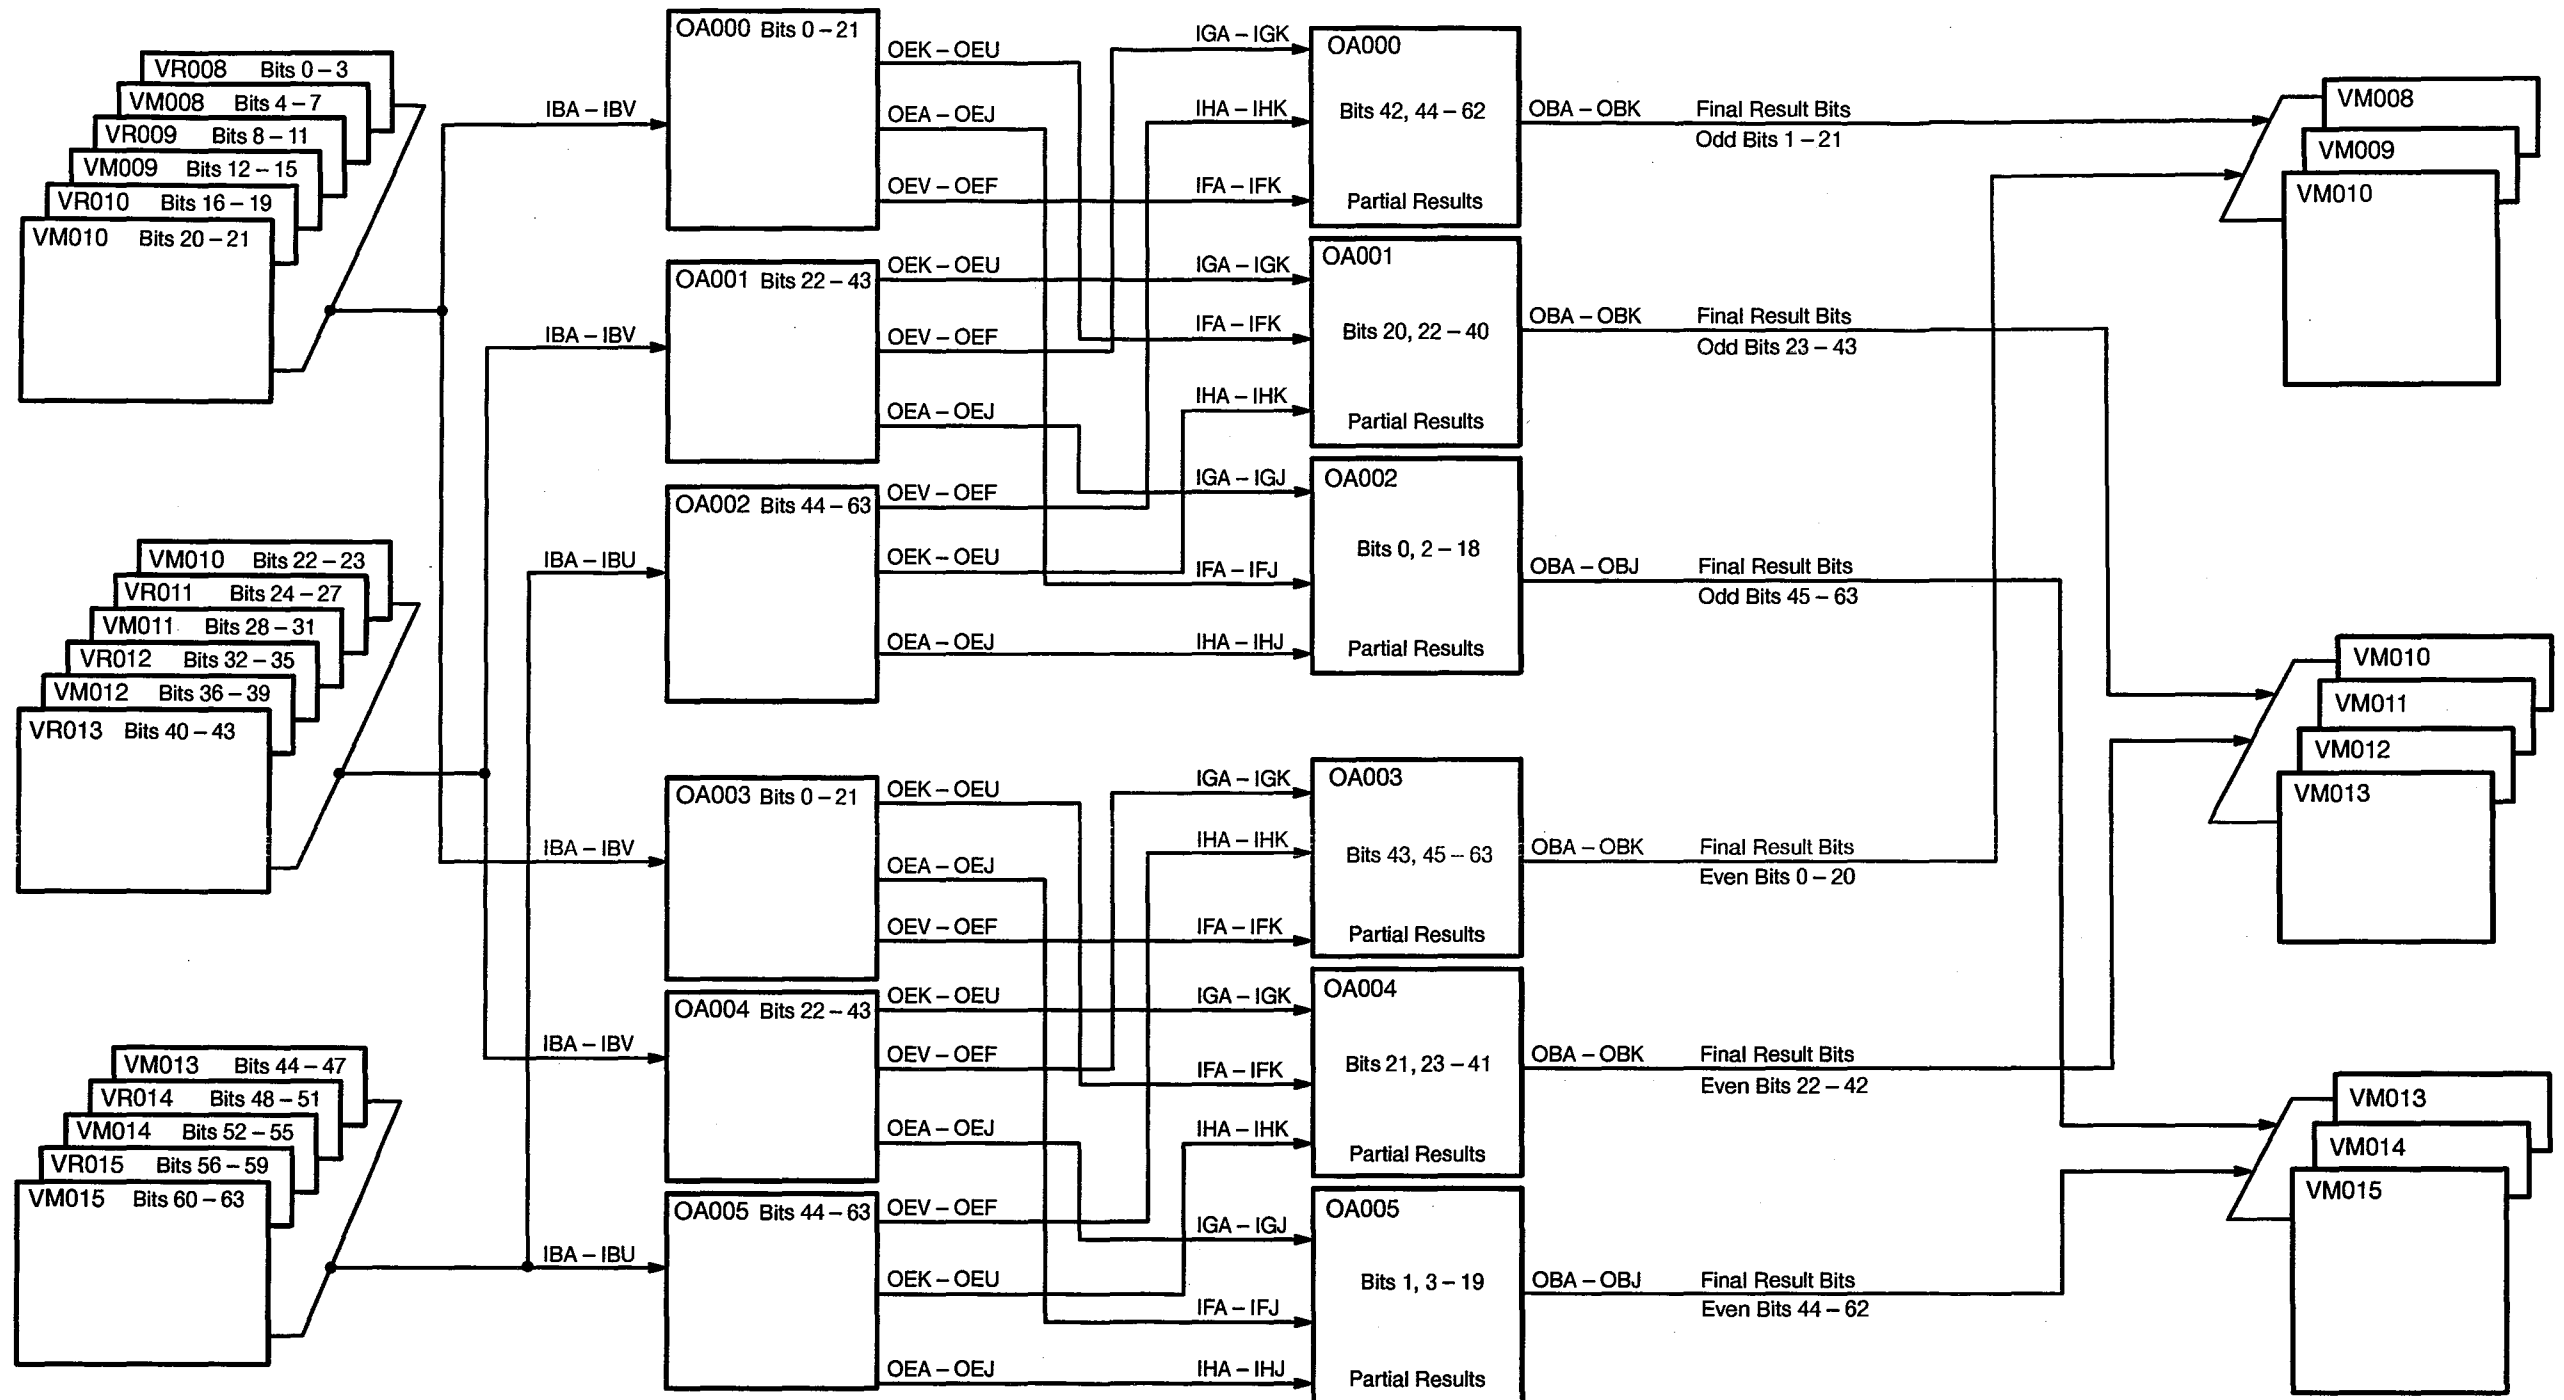 VR008 Bits 0 – 3
VM008 Bits 4 – 7
VR009 Bits 8 – 11
VM009 Bits 12 – 15
VR010 Bits 16 – 19
VM010 Bits 20 – 21
VM010 Bits 22 – 23
VR011 Bits 24 – 27
VM011 Bits 28 – 31
VR012 Bits 32 – 35
VM012 Bits 36 – 39
VR013 Bits 40 – 43
VM013 Bits 44 – 47
VR014 Bits 48 – 51
VM014 Bits 52 – 55
VR015 Bits 56 – 59
VM015 Bits 60 – 63
IBA – IBV
IBA – IBV
IBA – IBU
IBA – IBV
IBA – IBV
IBA – IBU
OA000 Bits 0 – 21
OEK – OEU
OEA – OEJ
OEV – OEF
OA001 Bits 22 – 43
OEK – OEU
OEV – OEF
OEA – OEJ
OA002 Bits 44 – 63
OEV – OEF
OEK – OEU
OEA – OEJ
OA003 Bits 0 – 21
OEK – OEU
OEA – OEJ
OEV – OEF
OA004 Bits 22 – 43
OEK – OEU
OEV – OEF
OEA – OEJ
OA005 Bits 44 – 63
OEV – OEF
OEK – OEU
OEA – OEJ
IGA – IGK
IHA – IHK
IFA – IFK
OA000
Bits 42, 44 – 62
Partial Results
IGA – IGK
IFA – IFK
IHA – IHK
OA001
Bits 20, 22 – 40
Partial Results
IGA – IGJ
IFA – IFJ
IHA – IHJ
OA002
Bits 0, 2 – 18
Partial Results
IGA – IGK
IHA – IHK
IFA – IFK
OA003
Bits 43, 45 – 63
Partial Results
IGA – IGK
IFA – IFK
IHA – IHK
OA004
Bits 21, 23 – 41
Partial Results
IGA – IGJ
IFA – IFJ
IHA – IHJ
OA005
Bits 1, 3 – 19
Partial Results
OBA – OBK Final Result Bits
Odd Bits 1 – 21
OBA – OBK Final Result Bits
Odd Bits 23 – 43
OBA – OBJ Final Result Bits
Odd Bits 45 – 63
OBA – OBK Final Result Bits
Even Bits 0 – 20
OBA – OBK Final Result Bits
Even Bits 22 – 42
OBA – OBJ Final Result Bits
Even Bits 44 – 62
VM008
VM009
VM010
VM010
VM011
VM012
VM013
VM013
VM014
VM015